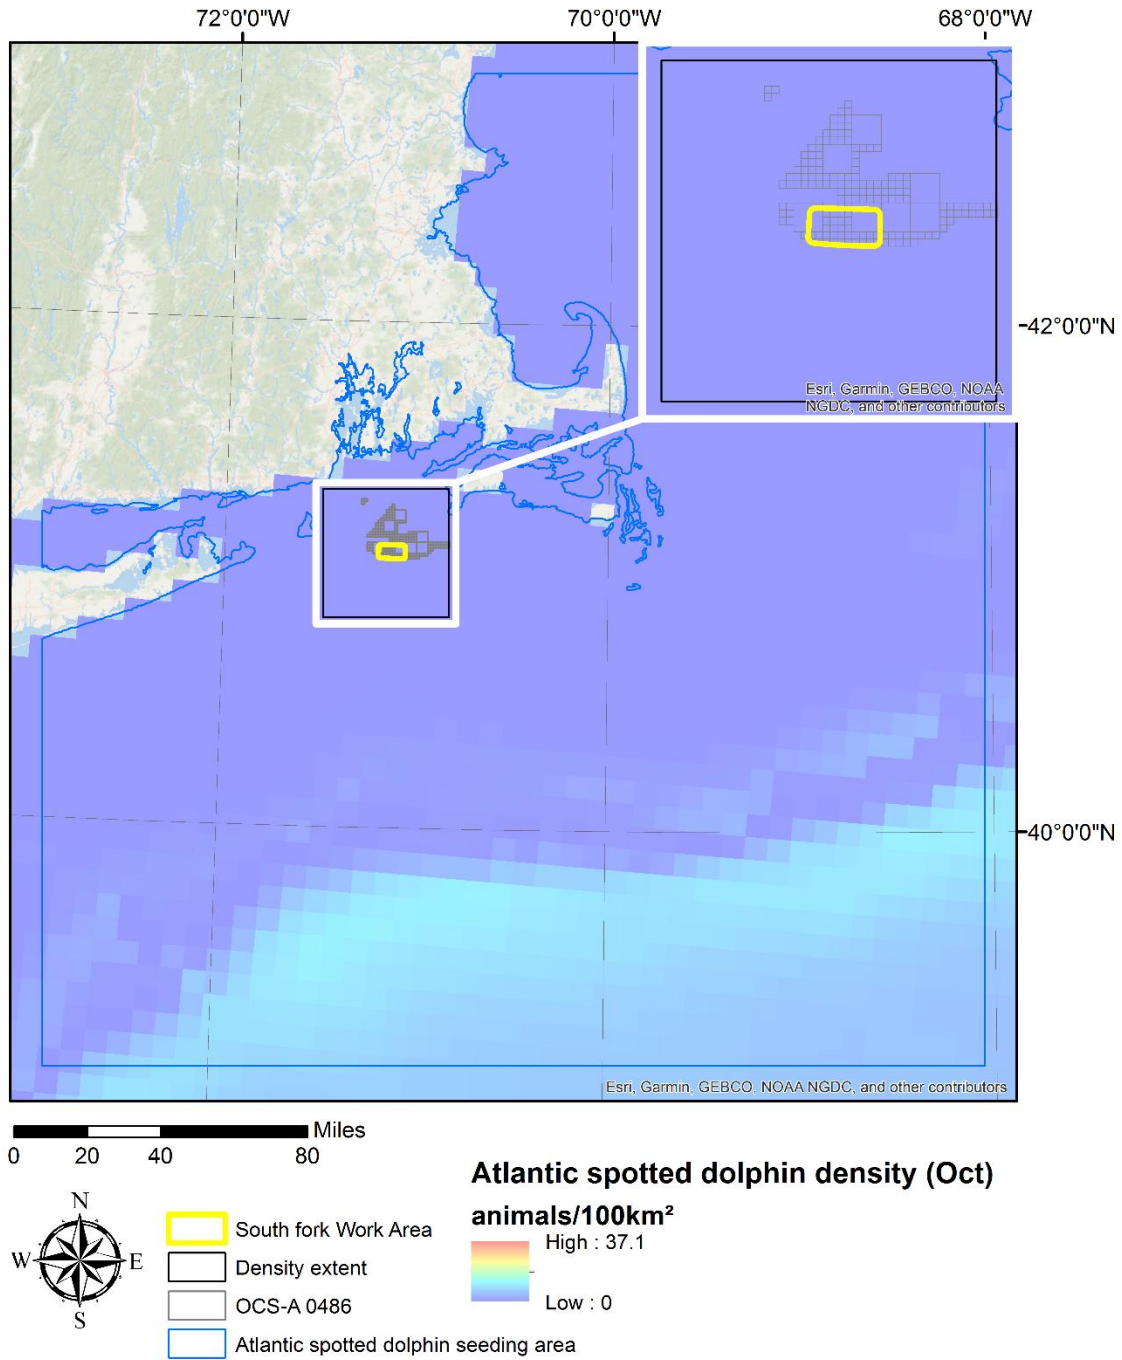 72°0'0"W
70°0'0"W
68°0'0"W
42°0'0"N
Esri, Garmin, GEBCO, NOAA
NGDC, and other contributors
40°0'0"N
Esri, Garmin, GEBCO, NOAA NGDC, and other contributors
Miles
0 20 40 80
Atlantic spotted dolphin density (Oct)
animals/100km²
High : 37.1
Low : 0
N
W E
S
South fork Work Area
Density extent
OCS-A 0486
Atlantic spotted dolphin seeding area